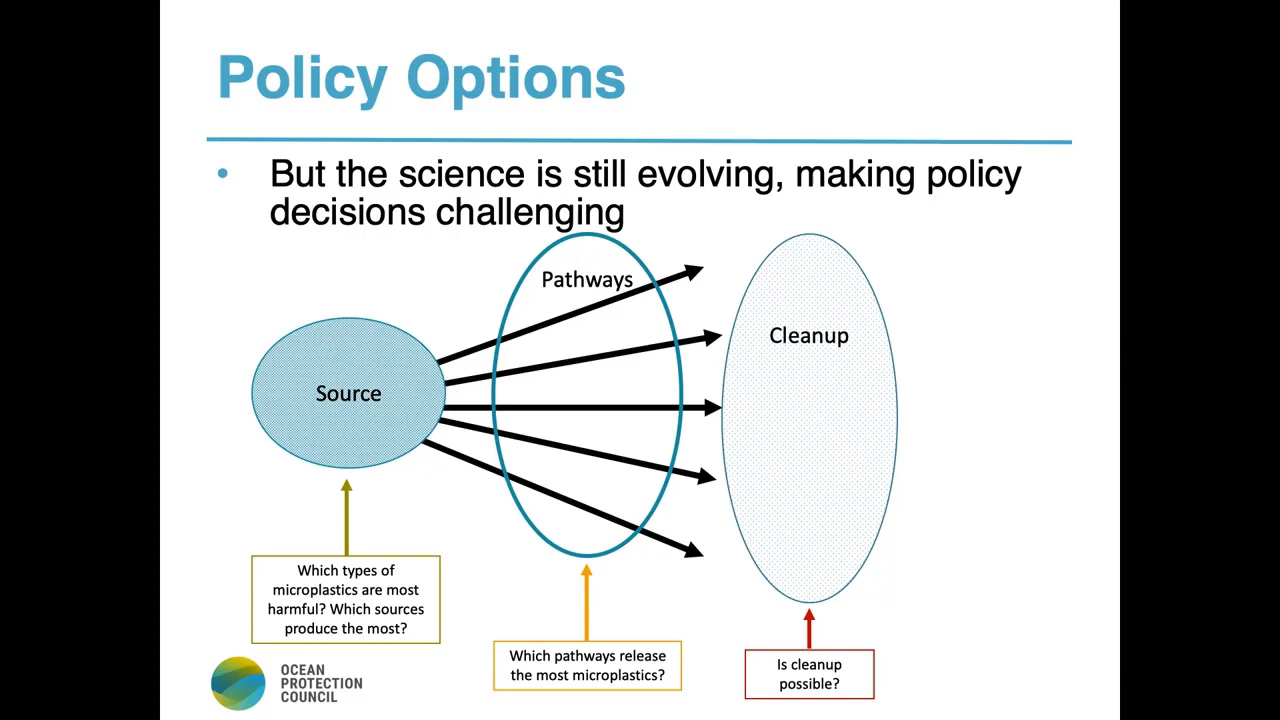 Policy Options
• But the science is still evolving, making policy
decisions challenging
Pathways
Cleanup
Source
Which types of
microplastics are most
harmful? Which sources
produce the most?
Which pathways release
the most microplastics?
Is cleanup
possible?
OCEAN
PROTECTION
COUNCIL